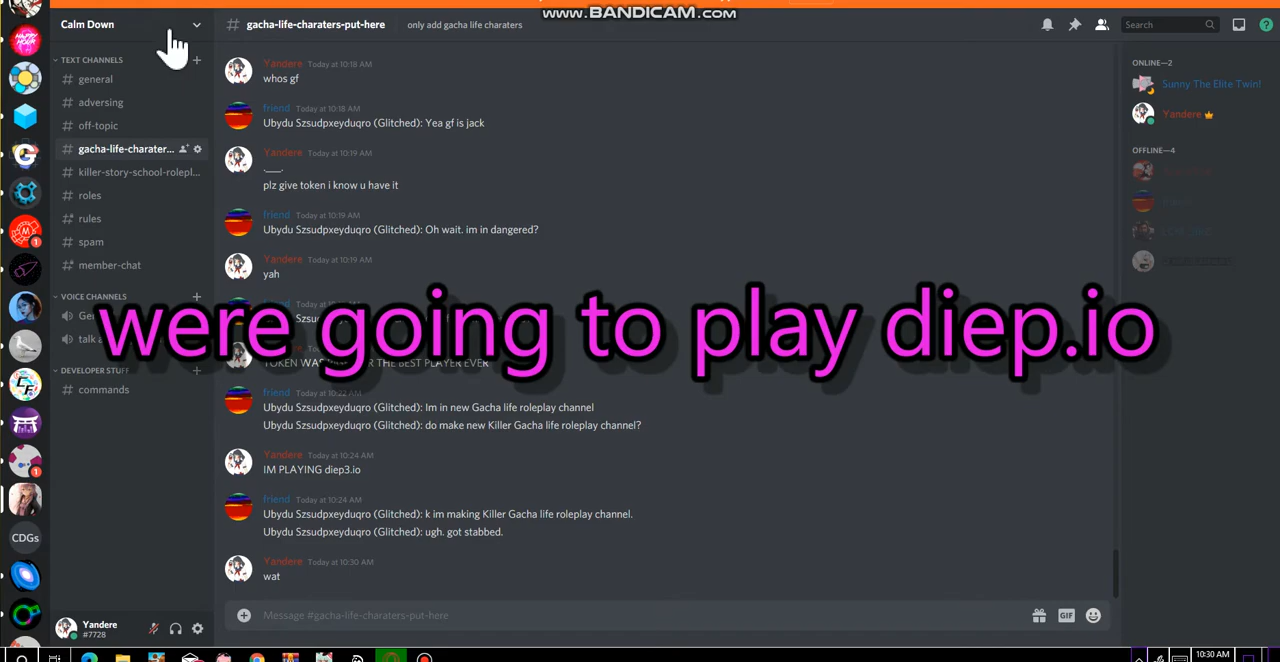 www.BANDICAM.com
Calm Down
# gacha-life-charaters-put-here
only add gacha life charaters
Search
TEXT CHANNELS
# general
# adversing
# off-topic
# gacha-life-charater...
# killer-story-school-rolepl...
# roles
# rules
# spam
# member-chat
VOICE CHANNELS
talk
DEVELOPER STUFF
# commands
CDGs
Yandere
#7728
Yandere Today at 10:18 AM
whos gf
friend Today at 10:18 AM
Ubydu Szsudpxeyduqro (Glitched): Yea gf is jack
Yandere Today at 10:19 AM
.___.
plz give token i know u have it
friend Today at 10:19 AM
Ubydu Szsudpxeyduqro (Glitched): Oh wait. im in dangered?
Yandere Today at 10:19 AM
yah
were going to play diep.io
TOKEN WAS THE BEST PLAYER EVER
friend Today at 10:22 AM
Ubydu Szsudpxeyduqro (Glitched): Im in new Gacha life roleplay channel
Ubydu Szsudpxeyduqro (Glitched): do make new Killer Gacha life roleplay channel?
Yandere Today at 10:24 AM
IM PLAYING diep3.io
friend Today at 10:24 AM
Ubydu Szsudpxeyduqro (Glitched): k im making Killer Gacha life roleplay channel.
Ubydu Szsudpxeyduqro (Glitched): ugh. got stabbed.
Yandere Today at 10:30 AM
wat
Message #gacha-life-charaters-put-here
GIF
ONLINE—2
Sunny The Elite Twin!
Yandere
OFFLINE—4
10:30 AM